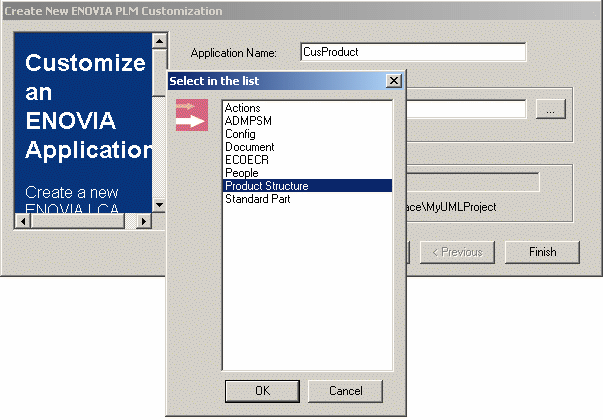 Create New ENOVIA PLM Customization
Customize
an
ENOVIA
Application
Create a new
ENOVIA LCA
Application Name:
CusProduct
...
ace\MyUMLProject
< Previous
Finish
Select in the list
Actions
ADMPSM
Config
Document
ECOECR
People
Product Structure
Standard Part
OK
Cancel